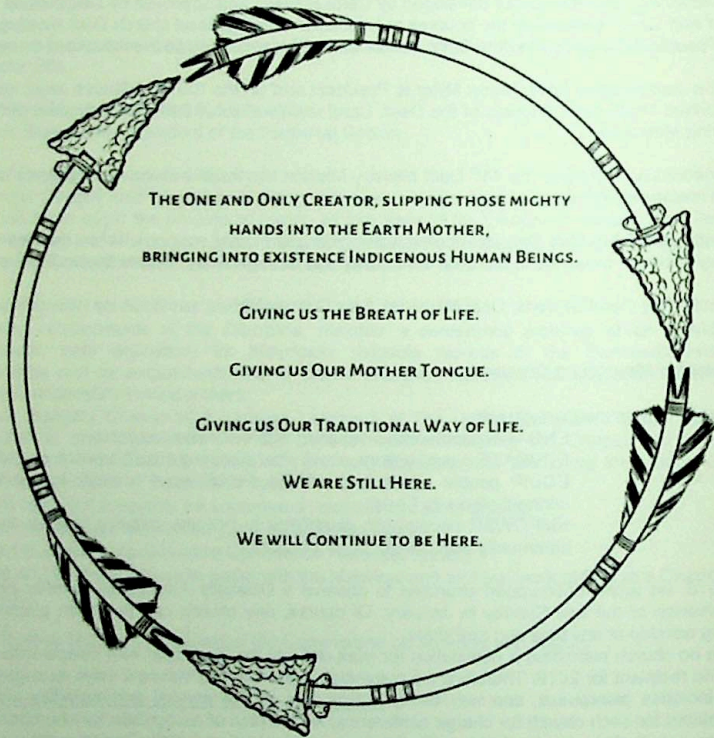 The One and Only Creator, slipping those mighty
hands into the Earth Mother,
bringing into existence Indigenous Human Beings.
Giving us the Breath of Life.
Giving us Our Mother Tongue.
Giving us Our Traditional Way of Life.
We are Still Here.
We will Continue to be Here.